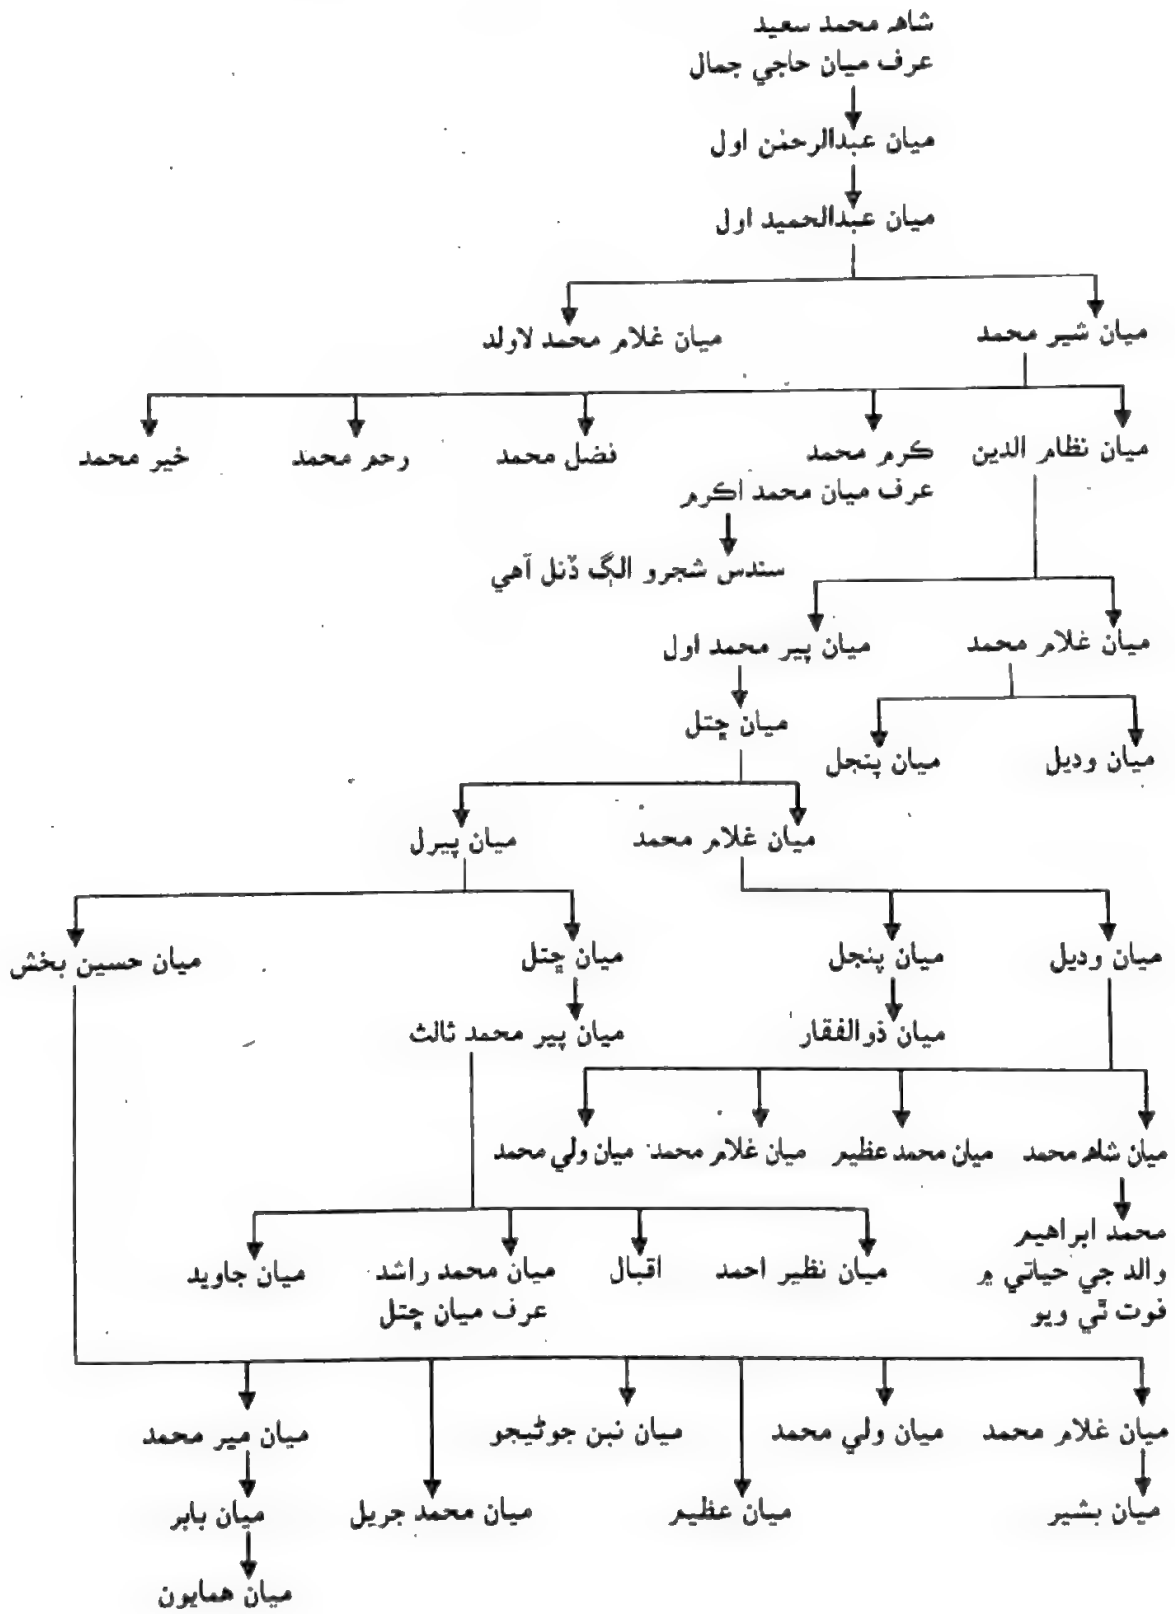 شاهہ محمد سعيد
عرف ميان حاجي جمال
ميان عبدالرحمٰن اول
ميان عبدالحميد اول
ميان شير محمد
ميان غلام محمد لاولد
ميان نظام الدين
ڪرم محمد
عرف ميان محمد اڪرم
فضل محمد
رحم محمد
خير محمد
سندس شجرو الڳ ڏنل آهي
ميان غلام محمد
ميان پير محمد اول
ميان چتل
ميان وڊيل
ميان پنجل
ميان غلام محمد
ميان پيرل
ميان وڊيل
ميان پنجل
ميان چتل
ميان حسين بخش
ميان ذوالفقار
ميان پير محمد ثالث
ميان شاهہ محمد
ميان محمد عظيم
ميان غلام محمد
ميان ولي محمد
محمد ابراهيم
والد جي حياتي ۾
فوت ٿي ويو
ميان نظير احمد
اقبال
ميان محمد راشد
عرف ميان چتل
ميان جاويد
ميان غلام محمد
ميان ولي محمد
ميان نبن جوڻيجو
ميان مير محمد
ميان بشير
ميان عظيم
ميان محمد جريل
ميان بابر
ميان همايون